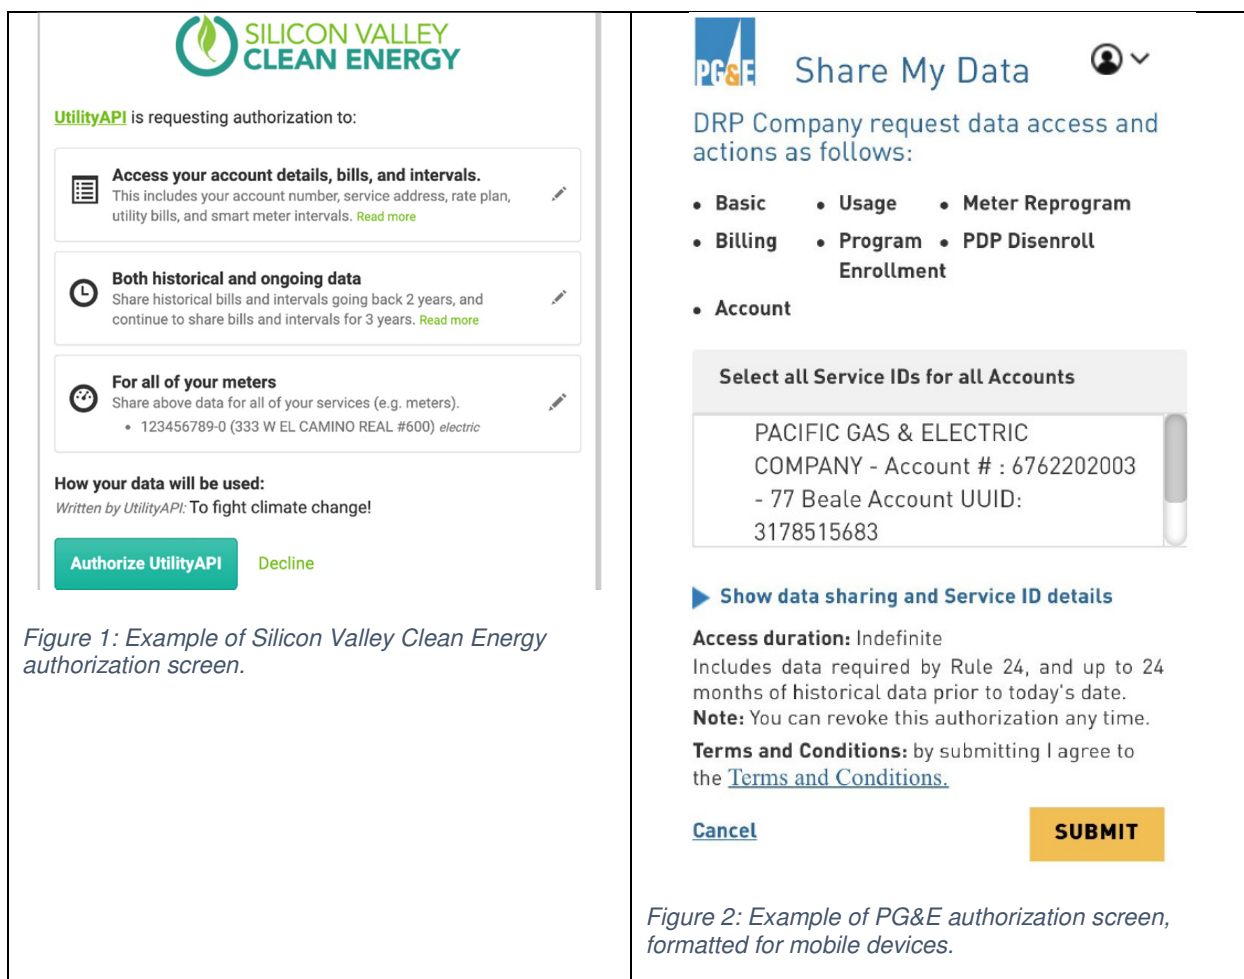 SILICON VALLEY
CLEAN ENERGY
UtilityAPI is requesting authorization to:
Access your account details, bills, and intervals.
This includes your account number, service address, rate plan,
utility bills, and smart meter intervals. Read more
Both historical and ongoing data
Share historical bills and intervals going back 2 years, and
continue to share bills and intervals for 3 years. Read more
For all of your meters
Share above data for all of your services (e.g. meters).
• 123456789-0 (333 W EL CAMINO REAL #600) electric
How your data will be used:
Written by UtilityAPI: To fight climate change!
Authorize UtilityAPI Decline
Figure 1: Example of Silicon Valley Clean Energy
authorization screen.
PG&E
Share My Data
DRP Company request data access and
actions as follows:
• Basic • Usage • Meter Reprogram
• Billing • Program • PDP Disenroll
Enrollment
• Account
Select all Service IDs for all Accounts
PACIFIC GAS & ELECTRIC
COMPANY - Account # : 6762202003
- 77 Beale Account UUID:
3178515683
Show data sharing and Service ID details
Access duration: Indefinite
Includes data required by Rule 24, and up to 24
months of historical data prior to today's date.
Note: You can revoke this authorization any time.
Terms and Conditions: by submitting I agree to
the Terms and Conditions.
Cancel SUBMIT
Figure 2: Example of PG&E authorization screen,
formatted for mobile devices.